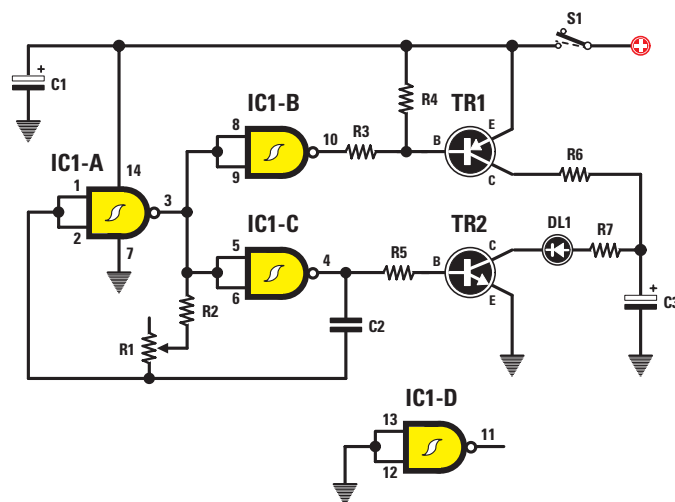 S1
+
C1
IC1-B
R4
TR1
8
10
R3
B
E
9
C
R6
IC1-A
14
1
3
2
7
IC1-C
TR2
DL1
R7
5
4
R5
B
C
6
E
+
C3
R2
C2
R1
IC1-D
13
11
12
+